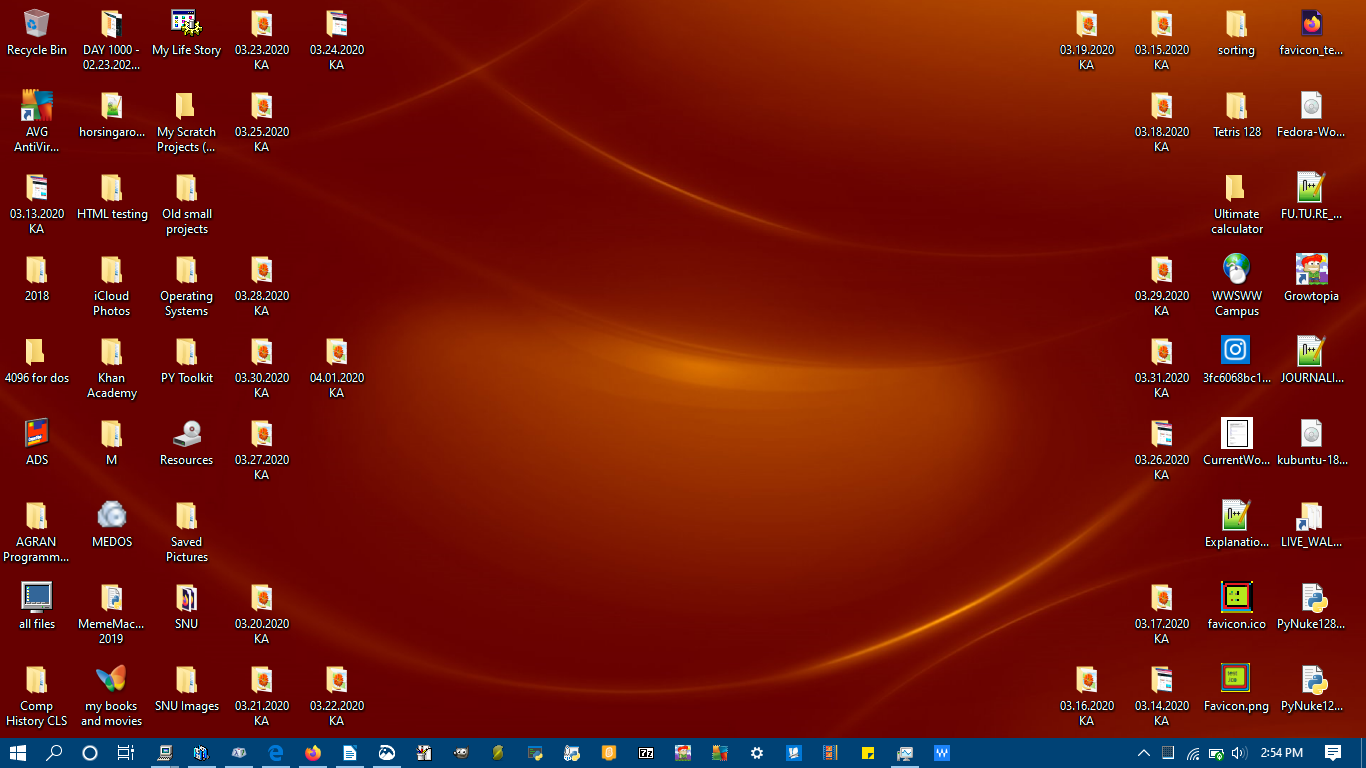 Recycle Bin
DAY 1000 -
02.23.202...
My Life Story
03.23.2020
KA
03.24.2020
KA
03.19.2020
KA
03.15.2020
KA
sorting
favicon_te...
AVG
AntiVir...
horsingaro...
My Scratch
Projects (...
03.25.2020
KA
03.18.2020
KA
Tetris 128
Fedora-Wo...
03.13.2020
KA
HTML testing
Old small
projects
Ultimate
calculator
FU.TU.RE_...
2018
iCloud
Photos
Operating
Systems
03.28.2020
KA
03.29.2020
KA
WWSWW
Campus
Growtopia
4096 for dos
Khan
Academy
PY Toolkit
03.30.2020
KA
04.01.2020
KA
03.31.2020
KA
3fc6068bc1...
JOURNALI...
ADS
M
Resources
03.27.2020
KA
03.26.2020
KA
CurrentWo...
kubuntu-18...
AGRAN
Programm...
MEDOS
Saved
Pictures
Explanatio...
LIVE_WAL...
all files
MemeMac...
2019
SNU
03.20.2020
KA
03.17.2020
KA
favicon.ico
PyNuke128...
Comp
History CLS
my books
and movies
SNU Images
03.21.2020
KA
03.22.2020
KA
03.16.2020
KA
03.14.2020
KA
Favicon.png
PyNuke12...
2:54 PM